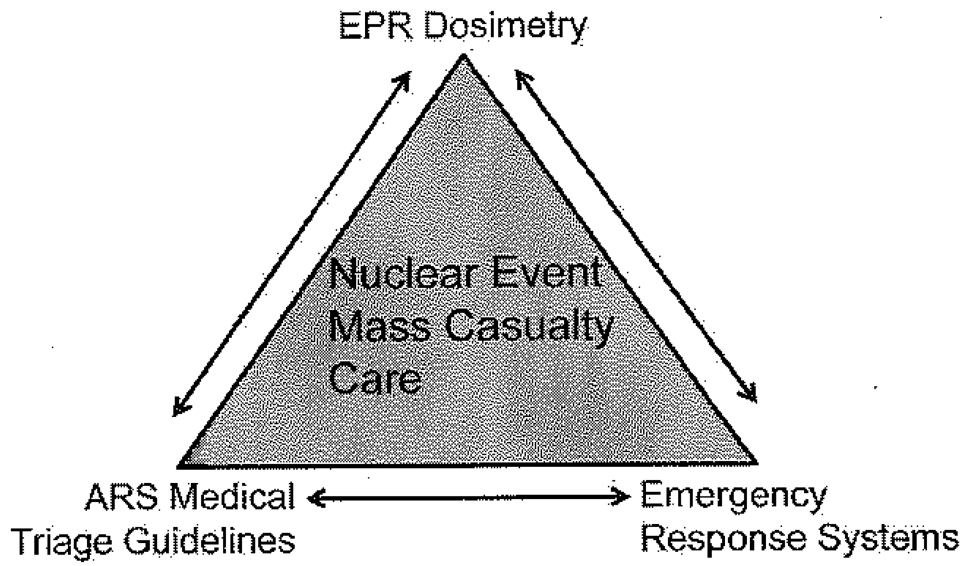 EPR Dosimetry
Nuclear Event
Mass Casualty
Care
ARS Medical
Triage Guidelines
Emergency
Response Systems